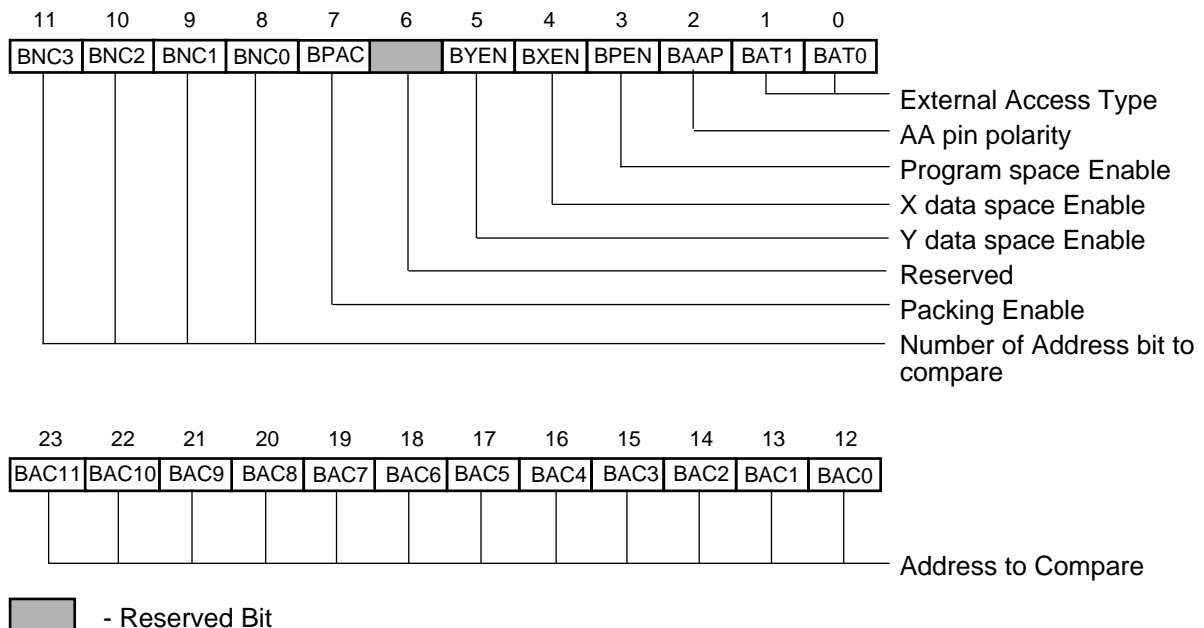 11 10 9 8 7 6 5 4 3 2 1 0
BNC3 BNC2 BNC1 BNC0 BPAC BYEN BXEN BPEN BAAP BAT1 BAT0
External Access Type
AA pin polarity
Program space Enable
X data space Enable
Y data space Enable
Reserved
Packing Enable
Number of Address bit to
compare
23 22 21 20 19 18 17 16 15 14 13 12
BAC11 BAC10 BAC9 BAC8 BAC7 BAC6 BAC5 BAC4 BAC3 BAC2 BAC1 BAC0
Address to Compare
- Reserved Bit